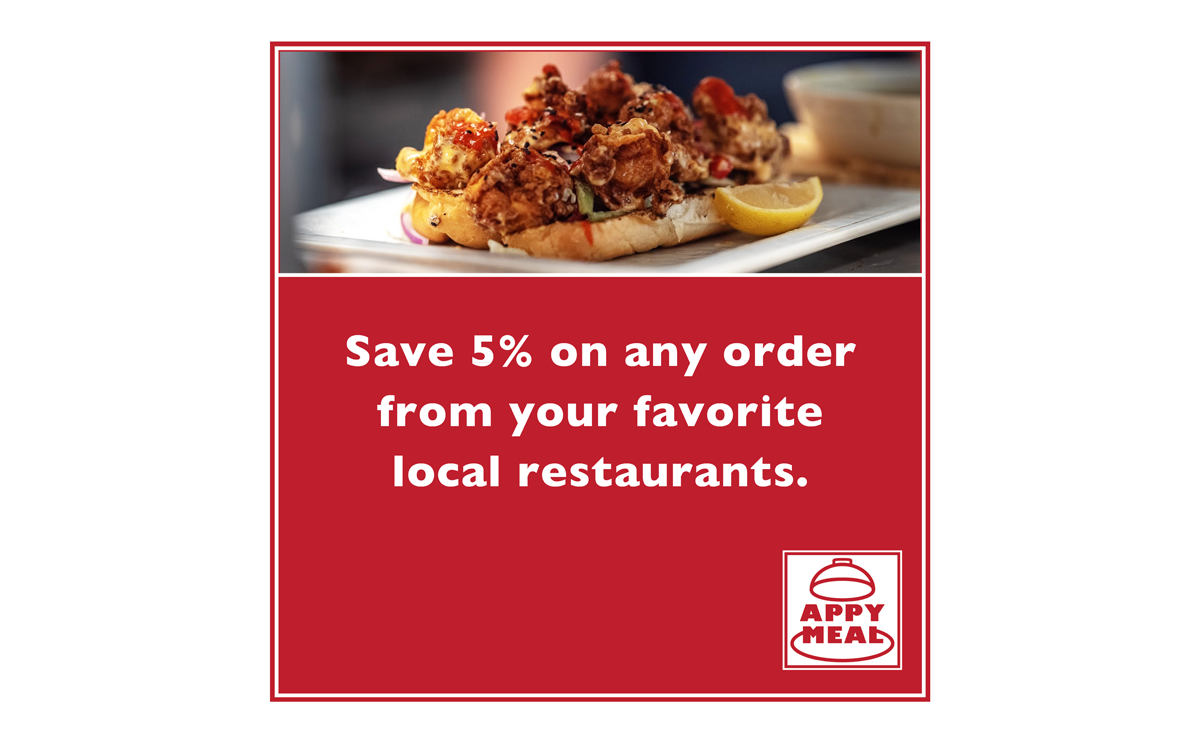 Save 5% on any order
from your favorite
local restaurants.
APPY
MEAL